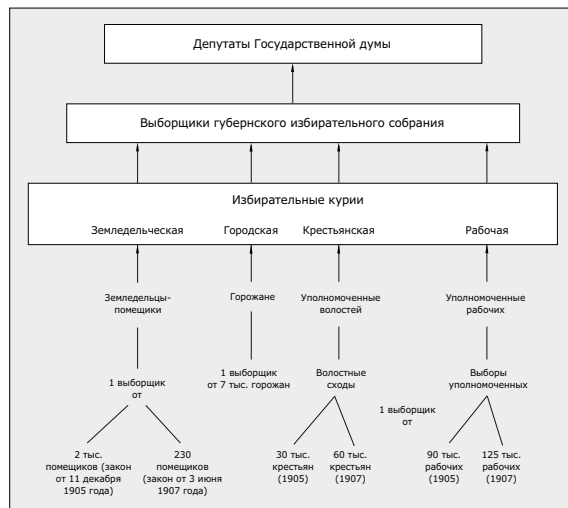 Депутаты Государственной думы
Выборщики губернского избирательного собрания
Избирательные курии
Земледельческая
Городская
Крестьянская
Рабочая
Земледельцы-
помещики
Горожане
Уполномоченные
волостей
Уполномоченные
рабочих
1 выборщик
от
1 выборщик
от 7 тыс. горожан
Волостные
сходы
Выборы
уполномоченных
1 выборщик
от
2 тыс.
помещиков (закон
от 11 декабря
1905 года)
230
помещиков
(закон от 3 июня
1907 года)
30 тыс.
крестьян
(1905)
60 тыс.
крестьян
(1907)
90 тыс.
рабочих
(1905)
125 тыс.
рабочих
(1907)